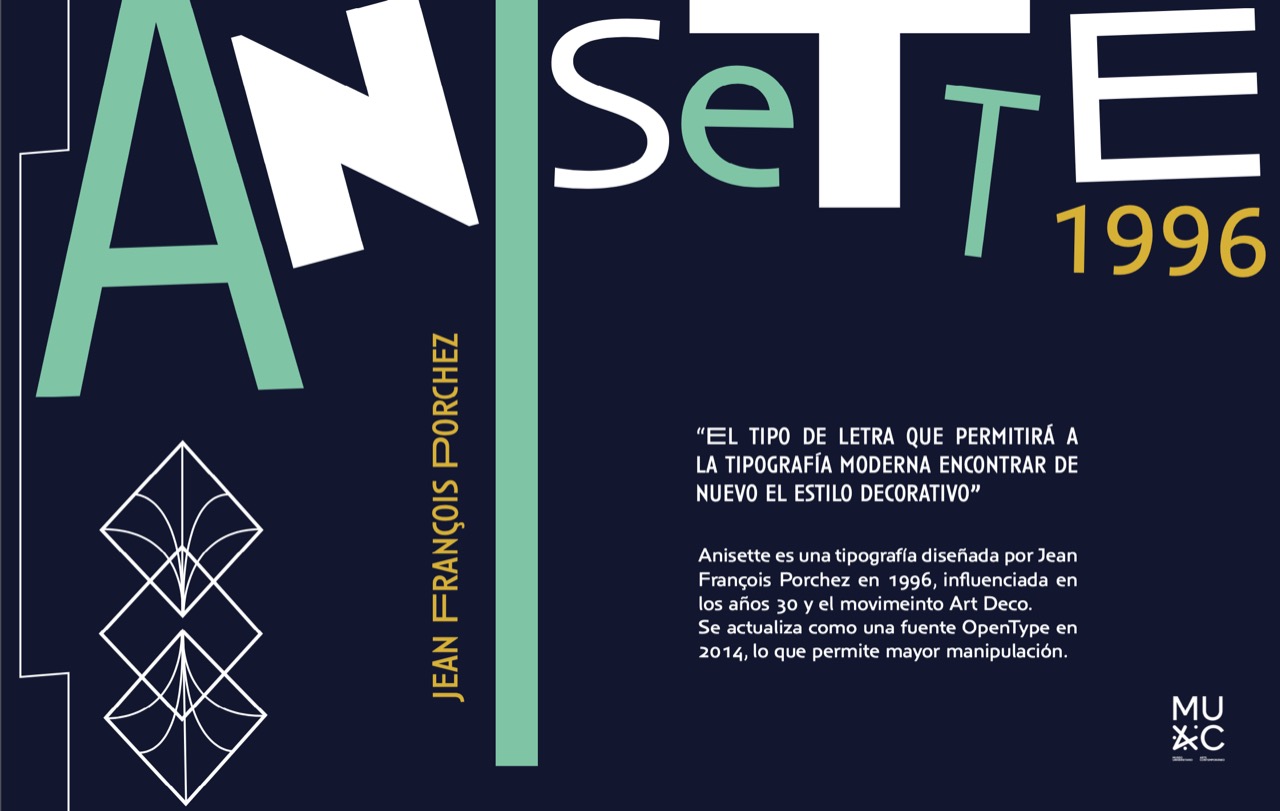 ANISeTTE
1996
JEAN FRANÇOIS PORCHEZ
“EL TIPO DE LETRA QUE PERMITIRÁ A
LA TIPOGRAFÍA MODERNA ENCONTRAR DE
NUEVO EL ESTILO DECORATIVO”
Anisette es una tipografía diseñada por Jean
François Porchez en 1996, influenciada en
los años 30 y el movimeinto Art Deco.
Se actualiza como una fuente OpenType en
2014, lo que permite mayor manipulación.
MU
AC